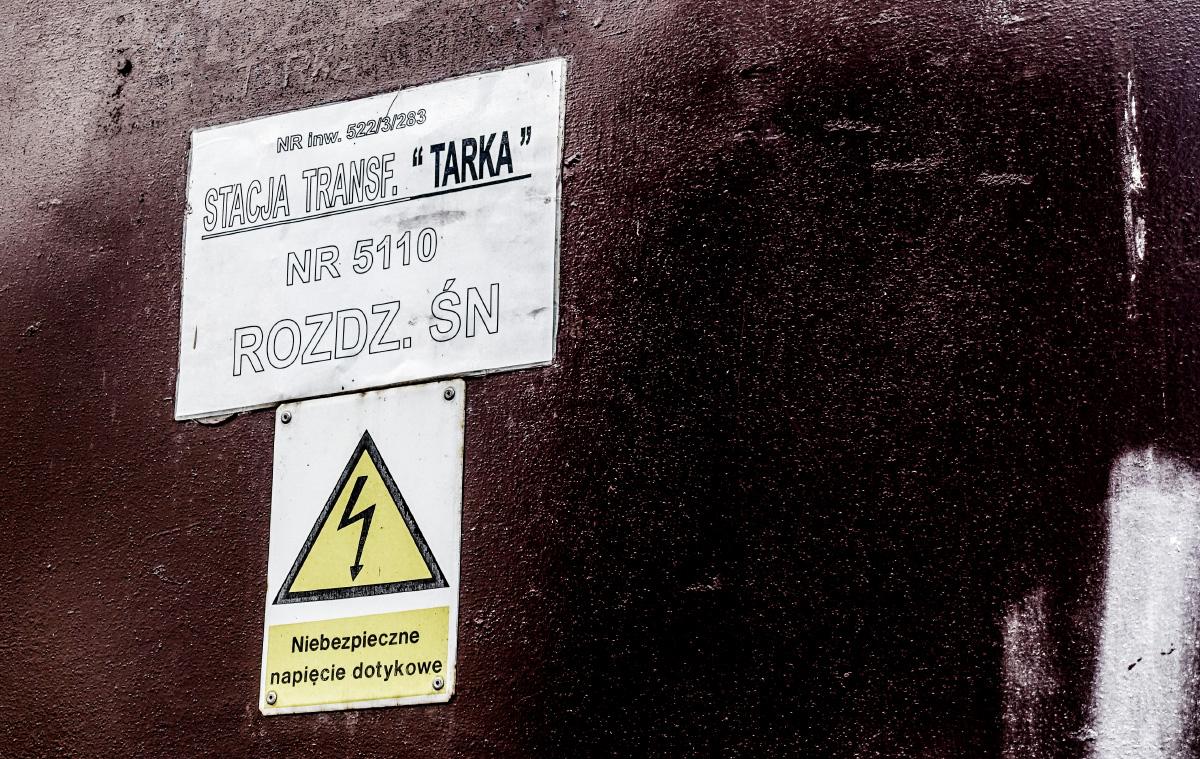 NR inw. 522/3/283
STACJA TRANSF. “TARKA”
NR 5110
ROZDZ. ŚN
Niebezpieczne
napięcie dotykowe